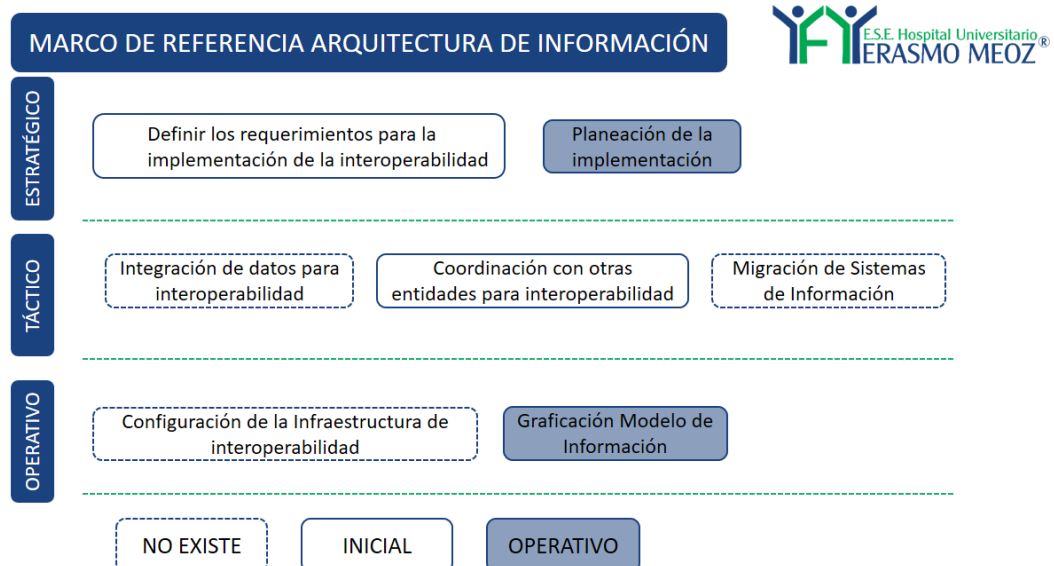 MARCO DE REFERENCIA ARQUITECTURA DE INFORMACIÓN
E.S.E. Hospital Universitario
ERASMO MEOZ®
ESTRATÉGICO
Definir los requerimientos para la
implementación de la interoperabilidad
Planeación de la
implementación
TÁCTICO
Integración de datos para
interoperabilidad
Coordinación con otras
entidades para interoperabilidad
Migración de Sistemas
de Información
OPERATIVO
Configuración de la Infraestructura de
interoperabilidad
Graficación Modelo de
Información
NO EXISTE
INICIAL
OPERATIVO